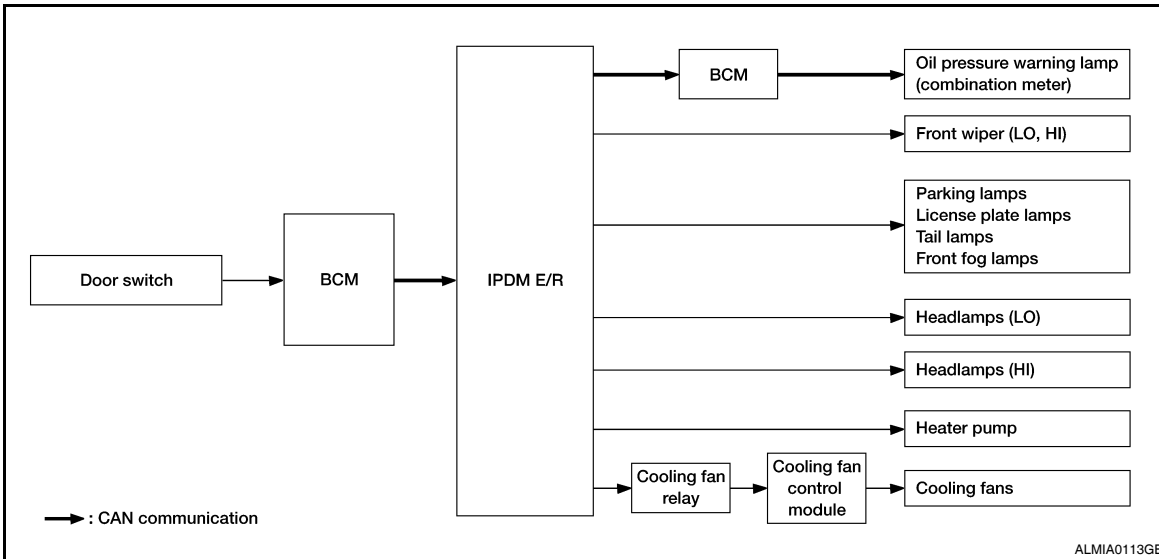 Door switch
BCM
IPDM E/R
BCM
Oil pressure warning lamp
(combination meter)
Front wiper (LO, HI)
Parking lamps
License plate lamps
Tail lamps
Front fog lamps
Headlamps (LO)
Headlamps (HI)
Heater pump
Cooling fan
relay
Cooling fan
control
module
Cooling fans
: CAN communication
ALMIA0113GB